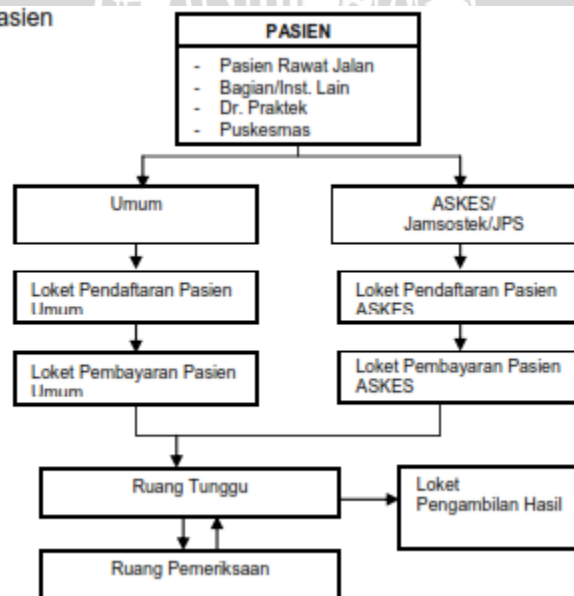 asien
PASIEN
- Pasien Rawat Jalan
- Bagian/Inst. Lain
- Dr. Praktek
- Puskesmas
Umum
ASKES/
Jamsostek/JPS
Loket Pendaftaran Pasien
Umum
Loket Pendaftaran Pasien
ASKES
Loket Pembayaran Pasien
Umum
Loket Pembayaran Pasien
ASKES
Ruang Tunggu
Loket
Pengambilan Hasil
Ruang Pemeriksaan